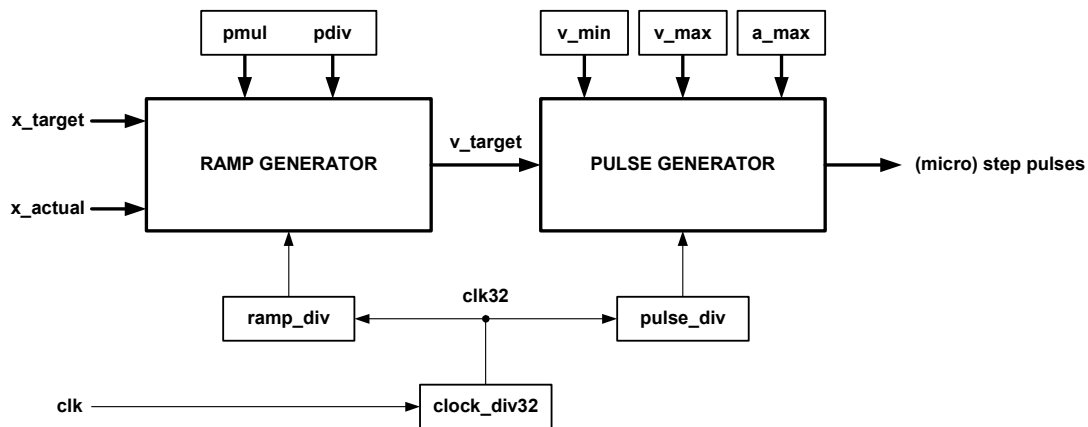 pmul pdiv
v_min
v_max
a_max
x_target
x_actual
RAMP GENERATOR
v_target
PULSE GENERATOR
(micro) step pulses
clk32
ramp_div
pulse_div
clk
clock_div32